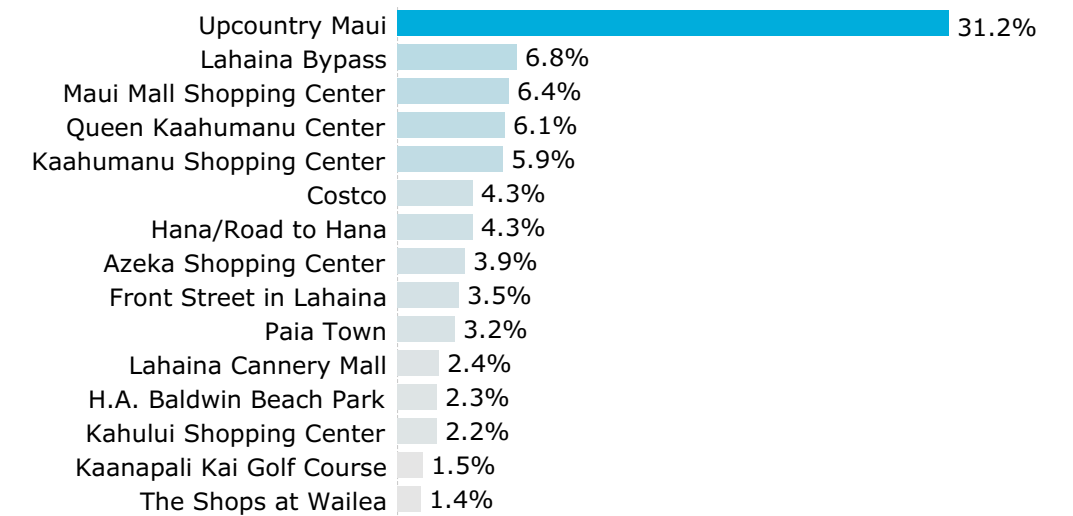 Upcountry Maui 31.2%
Lahaina Bypass 6.8%
Maui Mall Shopping Center 6.4%
Queen Kaahumanu Center 6.1%
Kaahumanu Shopping Center 5.9%
Costco 4.3%
Hana/Road to Hana 4.3%
Azeka Shopping Center 3.9%
Front Street in Lahaina 3.5%
Paia Town 3.2%
Lahaina Cannery Mall 2.4%
H.A. Baldwin Beach Park 2.3%
Kahului Shopping Center 2.2%
Kaanapali Kai Golf Course 1.5%
The Shops at Wailea 1.4%